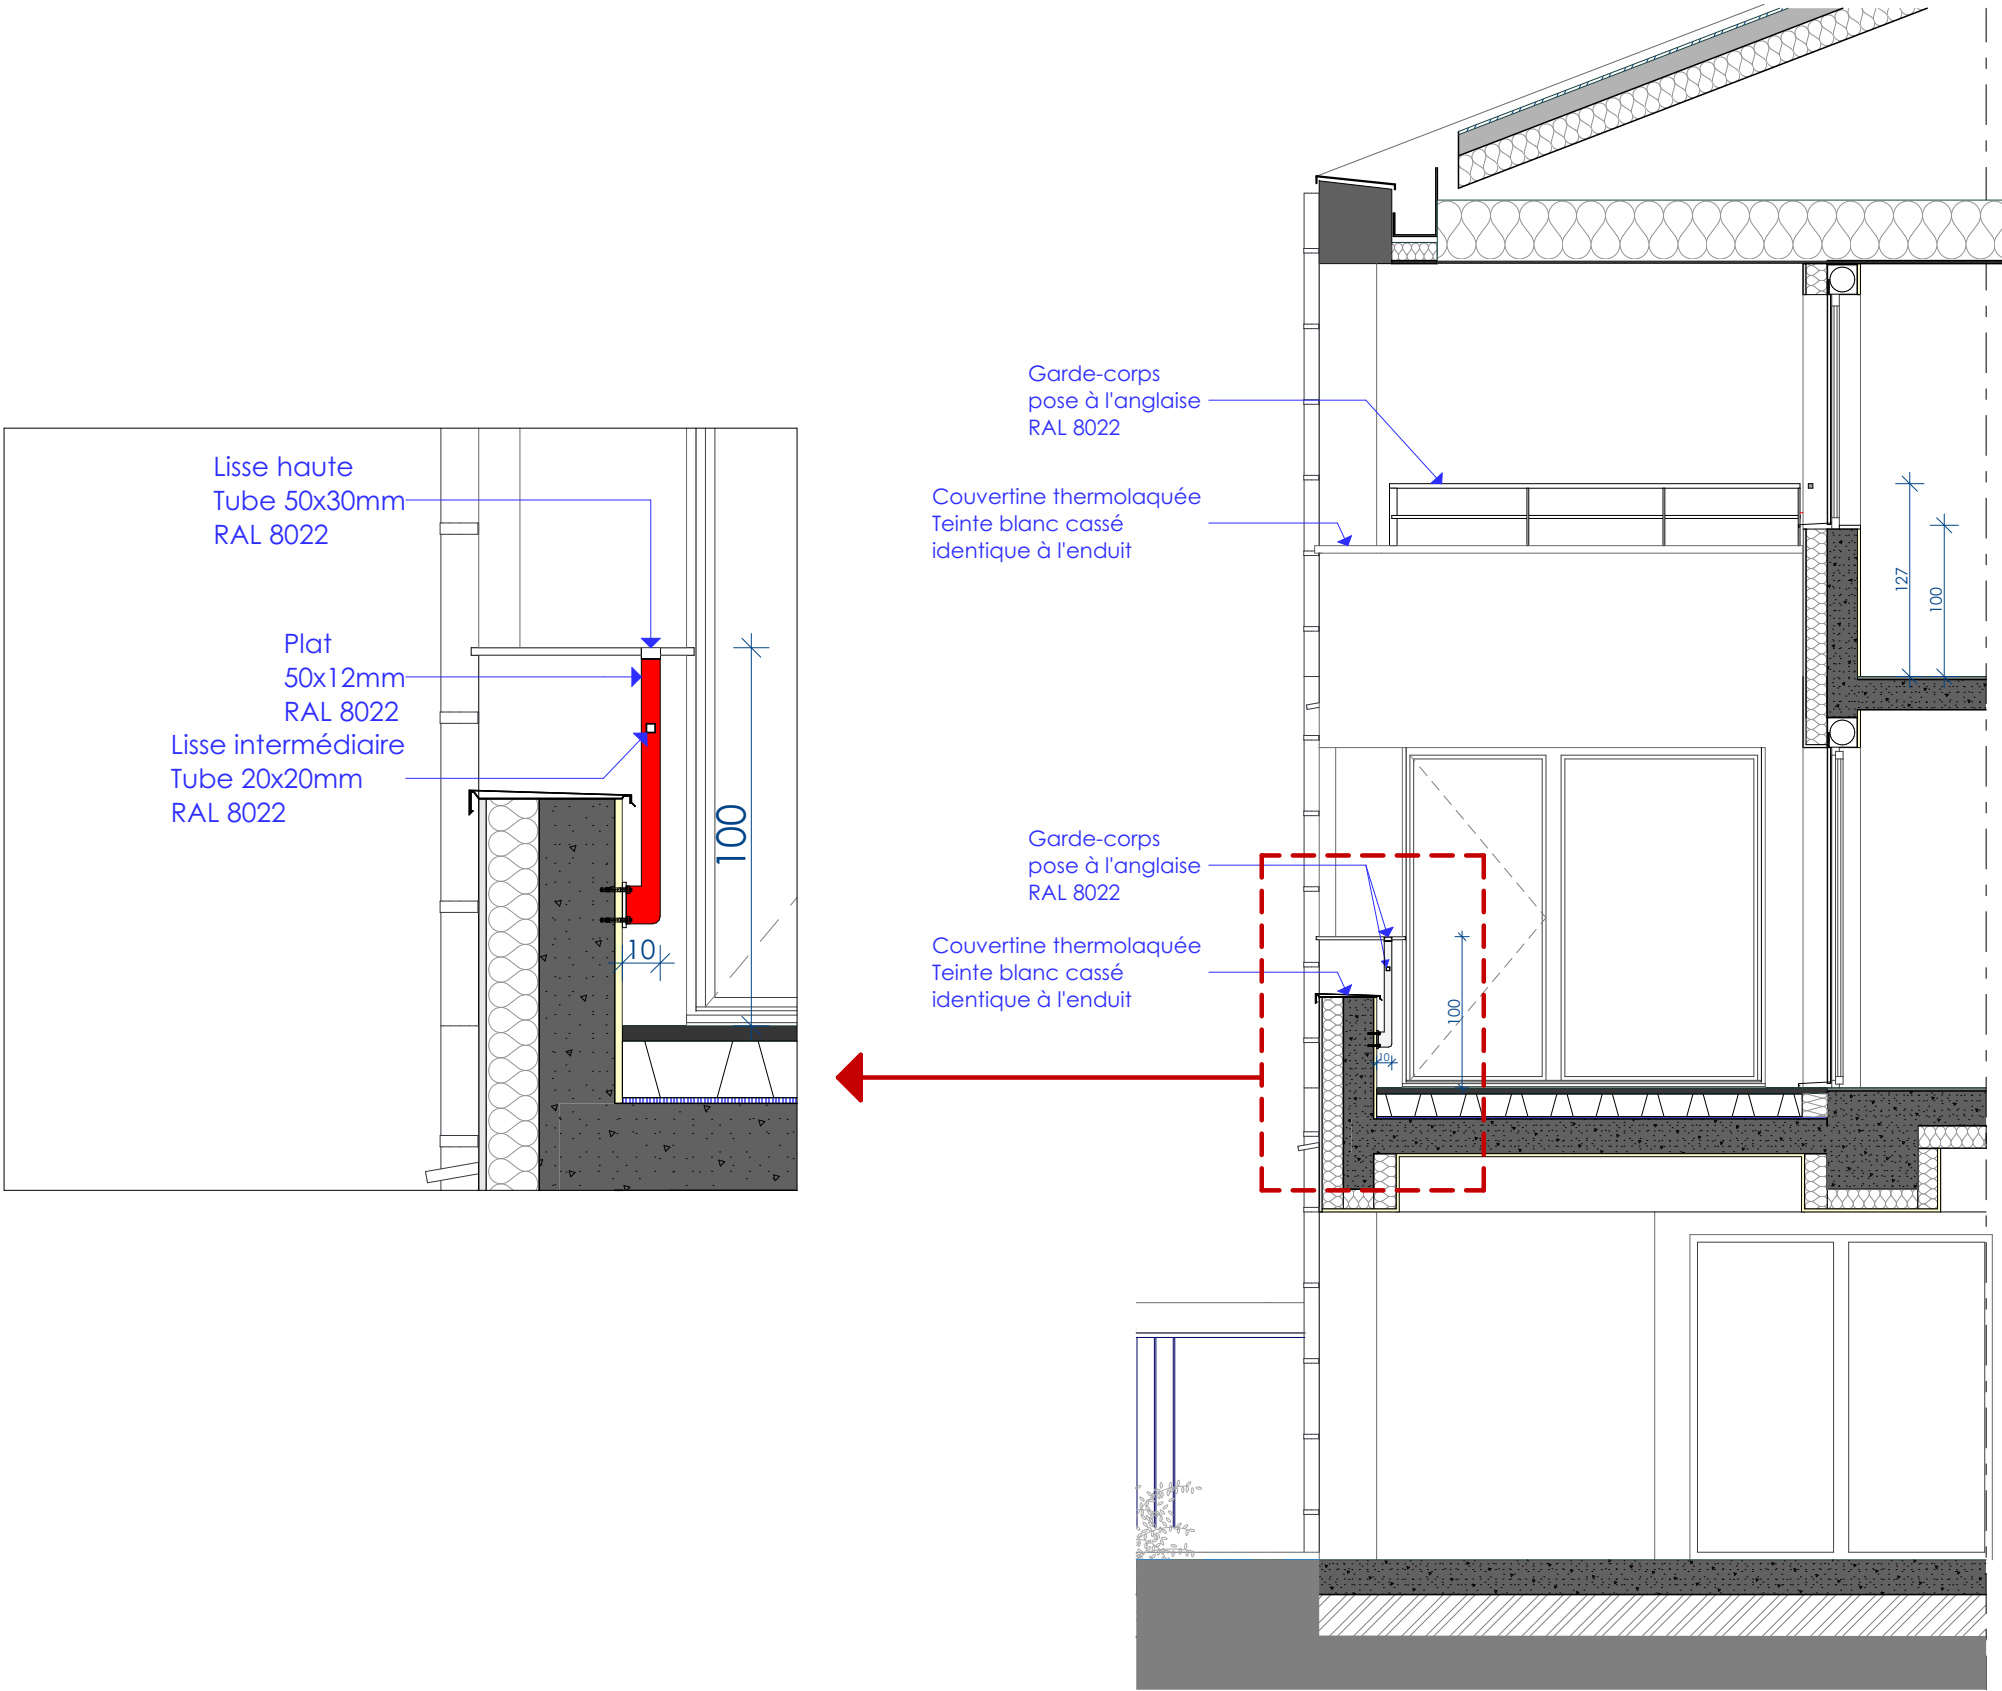 Lisse haute
Tube 50x30mm
RAL 8022
Plat
50x12mm
RAL 8022
Lisse intermédiaire
Tube 20x20mm
RAL 8022
100
10
Garde-corps
pose à l'anglaise
RAL 8022
Couvertine thermolaquée
Teinte blanc cassé
identique à l'enduit
127
100
Garde-corps
pose à l'anglaise
RAL 8022
Couvertine thermolaquée
Teinte blanc cassé
identique à l'enduit
100
10